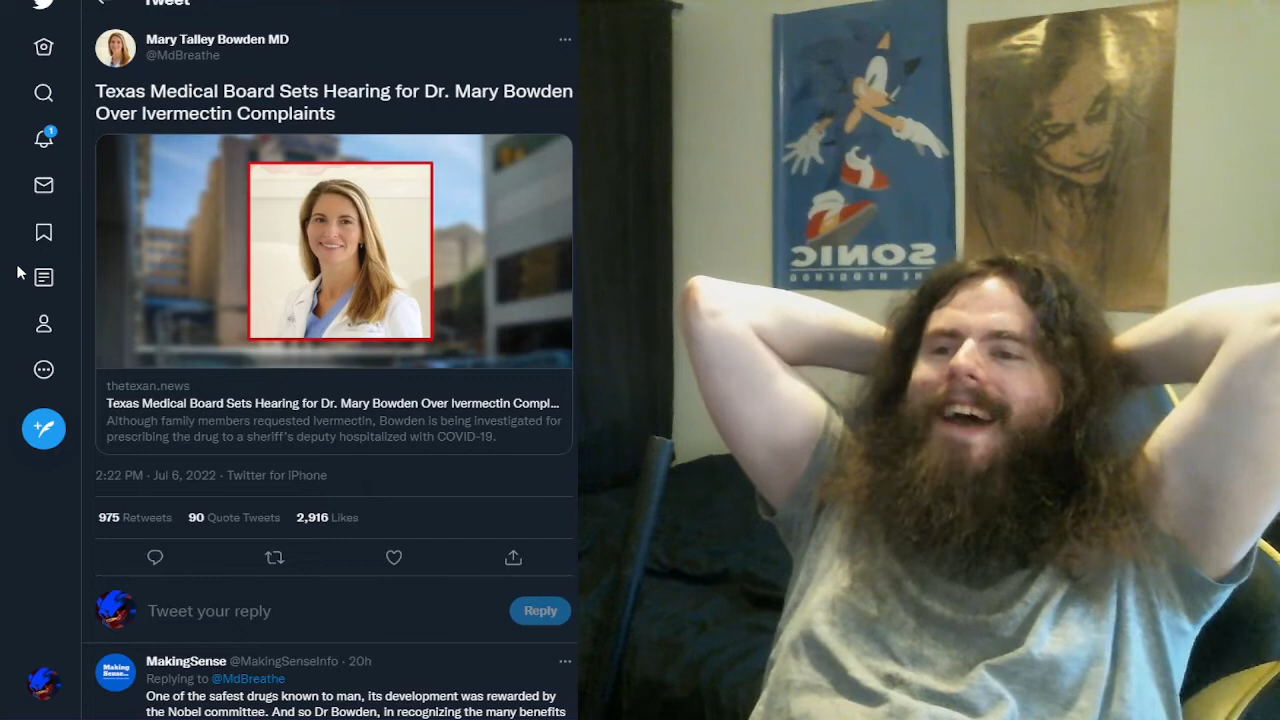 Tweet
Mary Talley Bowden MD
@MdBreathe
Texas Medical Board Sets Hearing for Dr. Mary Bowden
Over Ivermectin Complaints
thetexan.news
Texas Medical Board Sets Hearing for Dr. Mary Bowden Over Ivermectin Compl...
Although family members requested Ivermectin, Bowden is being investigated for
prescribing the drug to a sheriff's deputy hospitalized with COVID-19.
2:22 PM · Jul 6, 2022 · Twitter for iPhone
975 Retweets 90 Quote Tweets 2,916 Likes
Tweet your reply
Reply
MakingSense @MakingSenseInfo · 20h
Replying to @MdBreathe
One of the safest drugs known to man, its development was rewarded by
the Nobel committee. And so Dr Bowden, in recognizing the many benefits
1
Making
Sense...
SONIC
HE HEDGEHOG